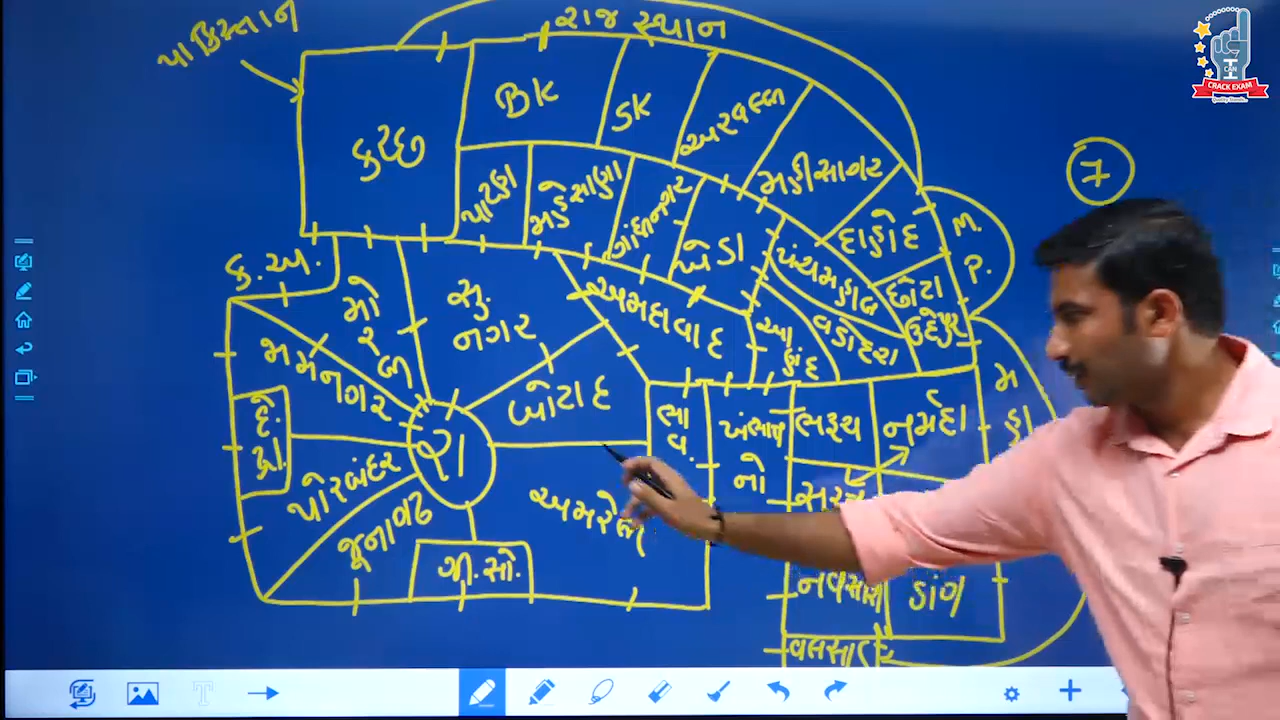 પાકિસ્તાન
રાજસ્થાન
કચ્છ
BK
SK
અરવલ્લી
મહીસાગર
દાહોદ
પાટણ
મહેસાણા
ગાંધીનગર
ખેડા
પંચમહાલ
છોટા
ઉદેપુર
M.
P.
7
ક.અ.
મોરબી
સુ.
નગર
અમદાવાદ
આણંદ
વડોદરા
જામનગર
દે.
દ્વા.
પોરબંદર
જૂનાગઢ
રા
બોટાદ
ભાવ.
અમરેલી
ગી.સો.
ખંભાત
નો
ભરૂચ
નર્મદા
નવસારી
ડાંગ
વલસાડ
I
CAN
CRACK EXAM